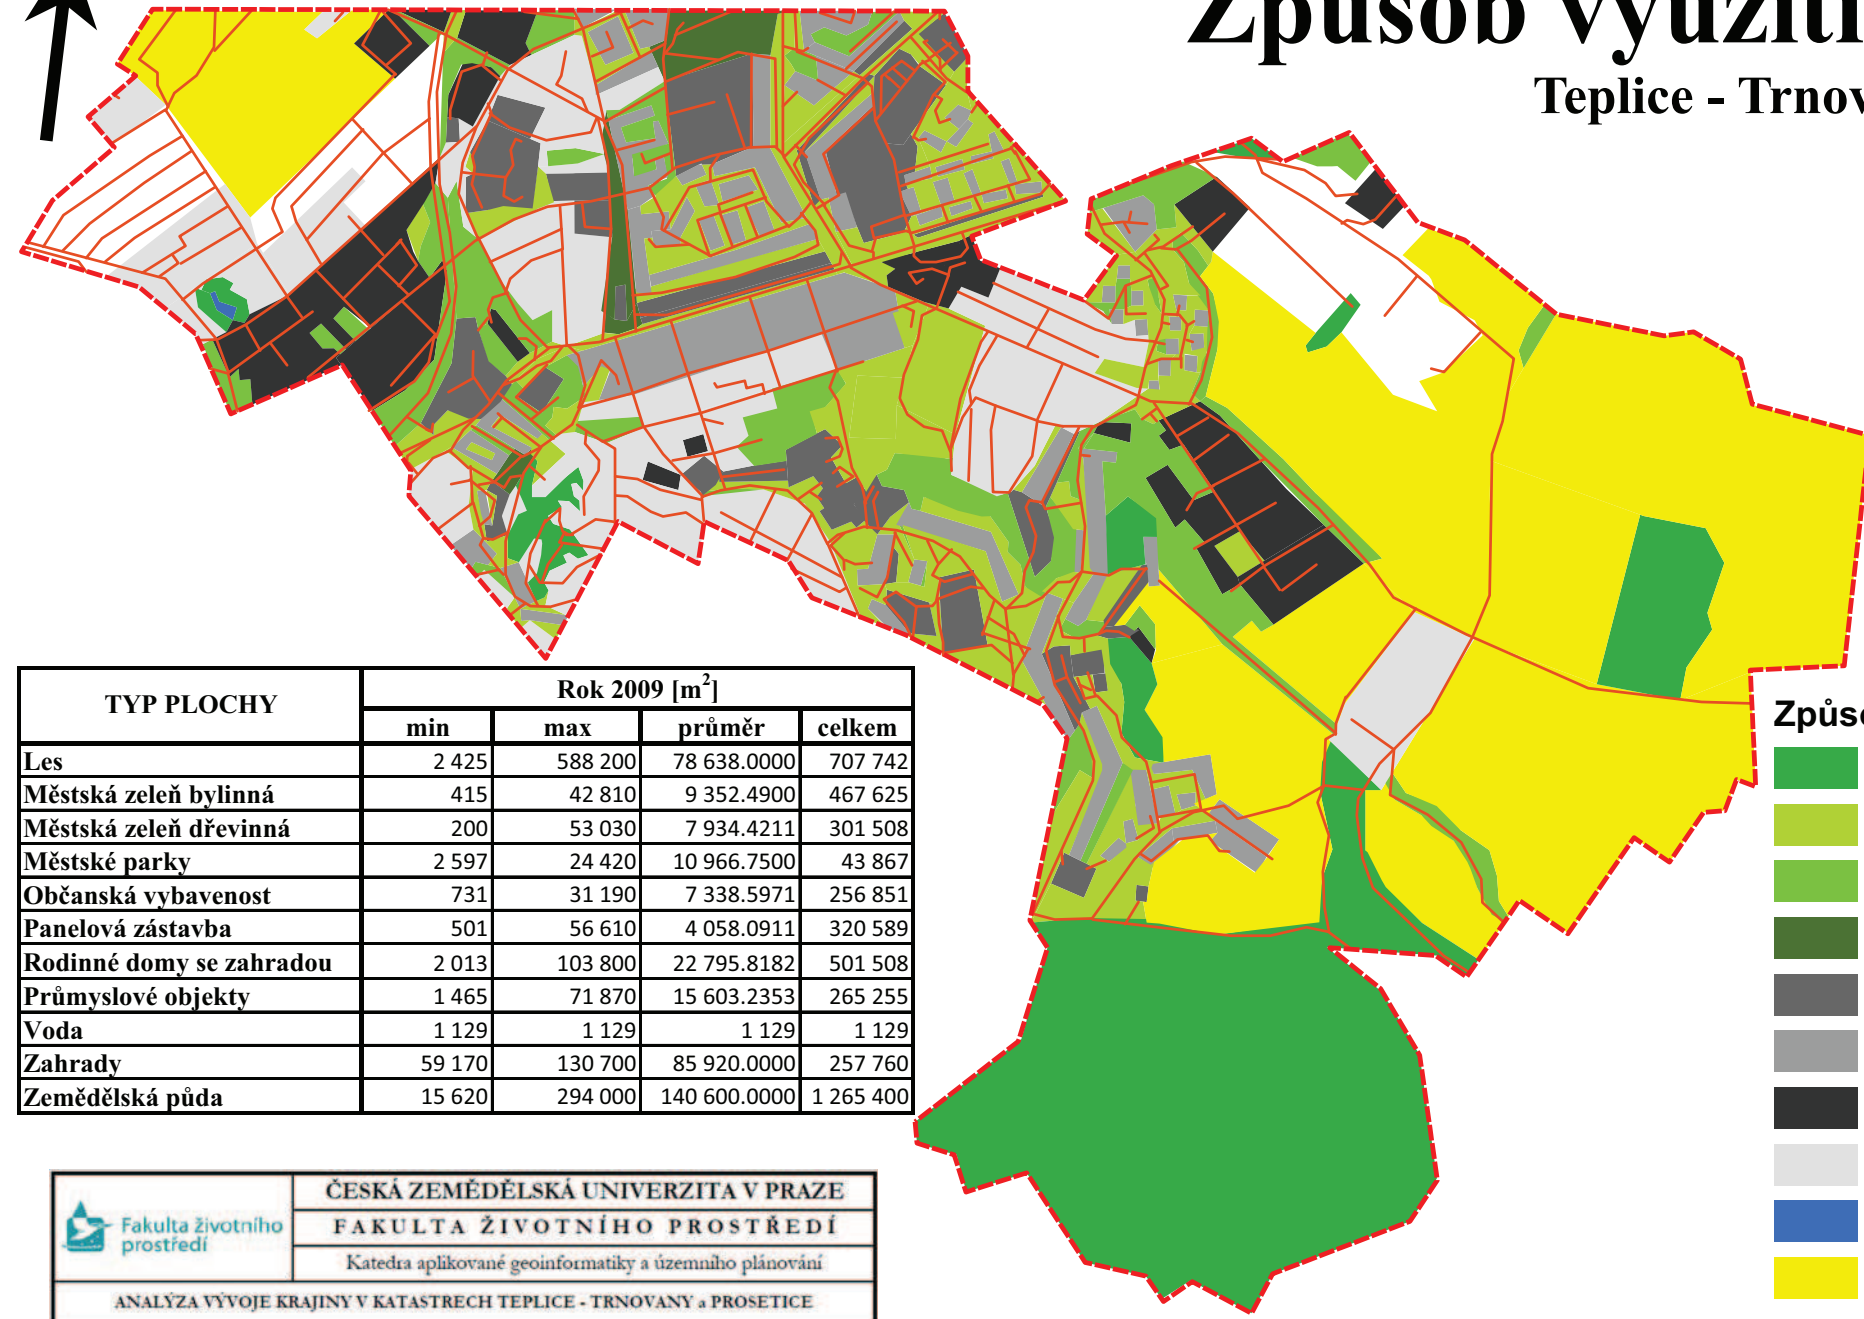 Způsob využití
Teplice - Trnov
TYP PLOCHY Rok 2009 [m²]
min max průměr celkem
Les 2 425 588 200 78 638.0000 707 742
Městská zeleň bylinná 415 42 810 9 352.4900 467 625
Městská zeleň dřevinná 200 53 030 7 934.4211 301 508
Městské parky 2 597 24 420 10 966.7500 43 867
Občanská vybavenost 731 31 190 7 338.5971 256 851
Panelová zástavba 501 56 610 4 058.0911 320 589
Rodinné domy se zahradou 2 013 103 800 22 795.8182 501 508
Průmyslové objekty 1 465 71 870 15 603.2353 265 255
Voda 1 129 1 129 1 129 1 129
Zahrady 59 170 130 700 85 920.0000 257 760
Zemědělská půda 15 620 294 000 140 600.0000 1 265 400
Způso
Fakulta životního
prostředí
ČESKÁ ZEMĚDĚLSKÁ UNIVERZITA V PRAZE
FAKULTA ŽIVOTNÍHO PROSTŘEDÍ
Katedra aplikované geoinformatiky a územního plánování
ANALÝZA VÝVOJE KRAJINY V KATASTRECH TEPLICE - TRNOVANY a PROSETICE